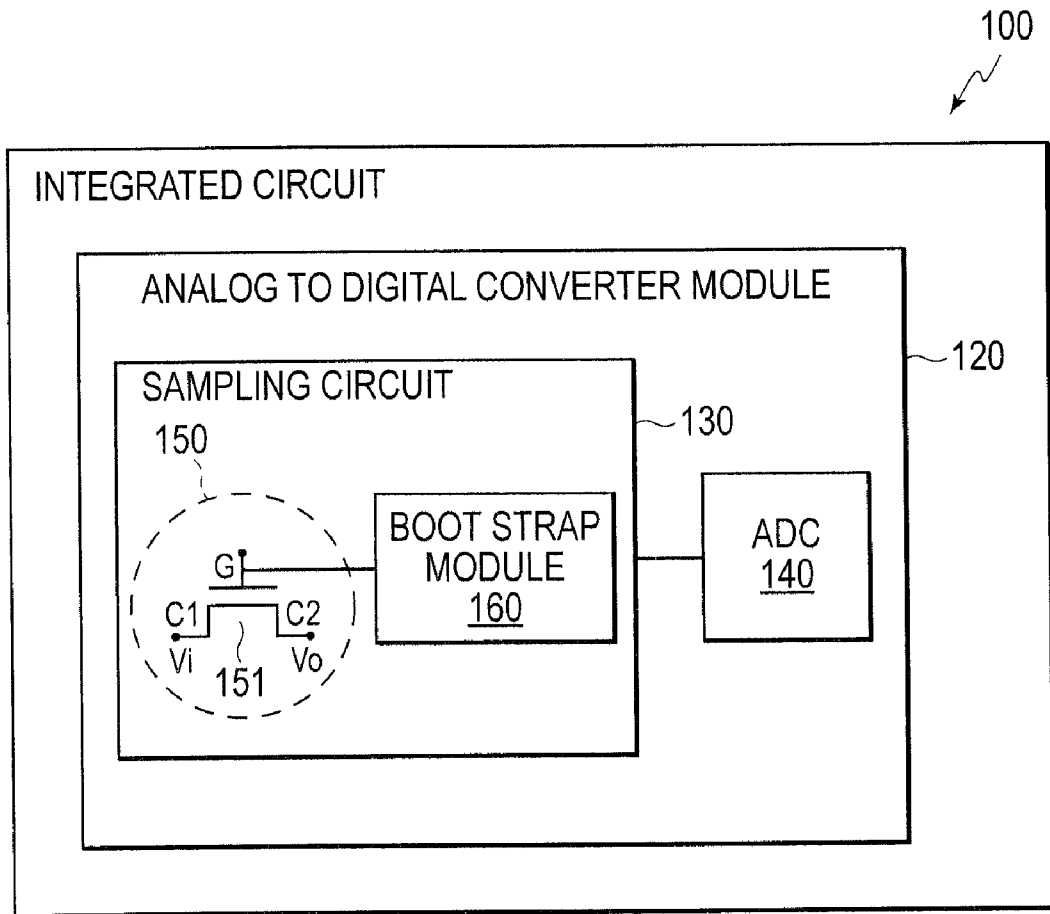 100
INTEGRATED CIRCUIT
ANALOG TO DIGITAL CONVERTER MODULE
120
SAMPLING CIRCUIT
130
150
BOOT STRAP
MODULE
160
ADC
140
G
C1
C2
Vi
151
Vo